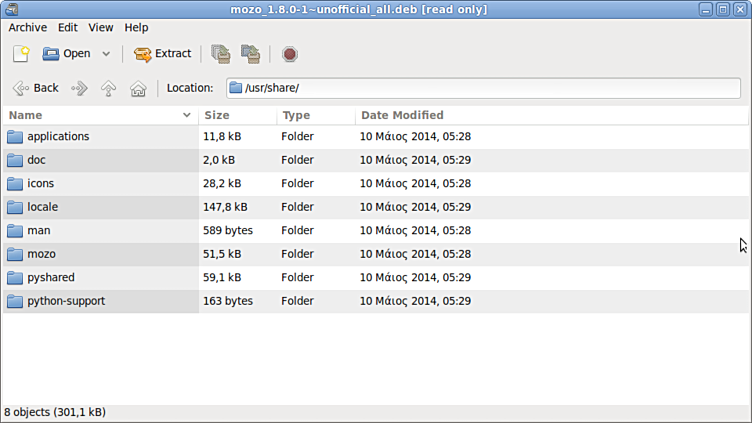 mozo_1.8.0-1~unofficial_all.deb [read only]
Archive Edit View Help
Open Extract
Back Location: /usr/share/
Name Size Type Date Modified
applications 11,8 kB Folder 10 Μάιος 2014, 05:28
doc 2,0 kB Folder 10 Μάιος 2014, 05:29
icons 28,2 kB Folder 10 Μάιος 2014, 05:28
locale 147,8 kB Folder 10 Μάιος 2014, 05:29
man 589 bytes Folder 10 Μάιος 2014, 05:28
mozo 51,5 kB Folder 10 Μάιος 2014, 05:28
pyshared 59,1 kB Folder 10 Μάιος 2014, 05:29
python-support 163 bytes Folder 10 Μάιος 2014, 05:29
8 objects (301,1 kB)